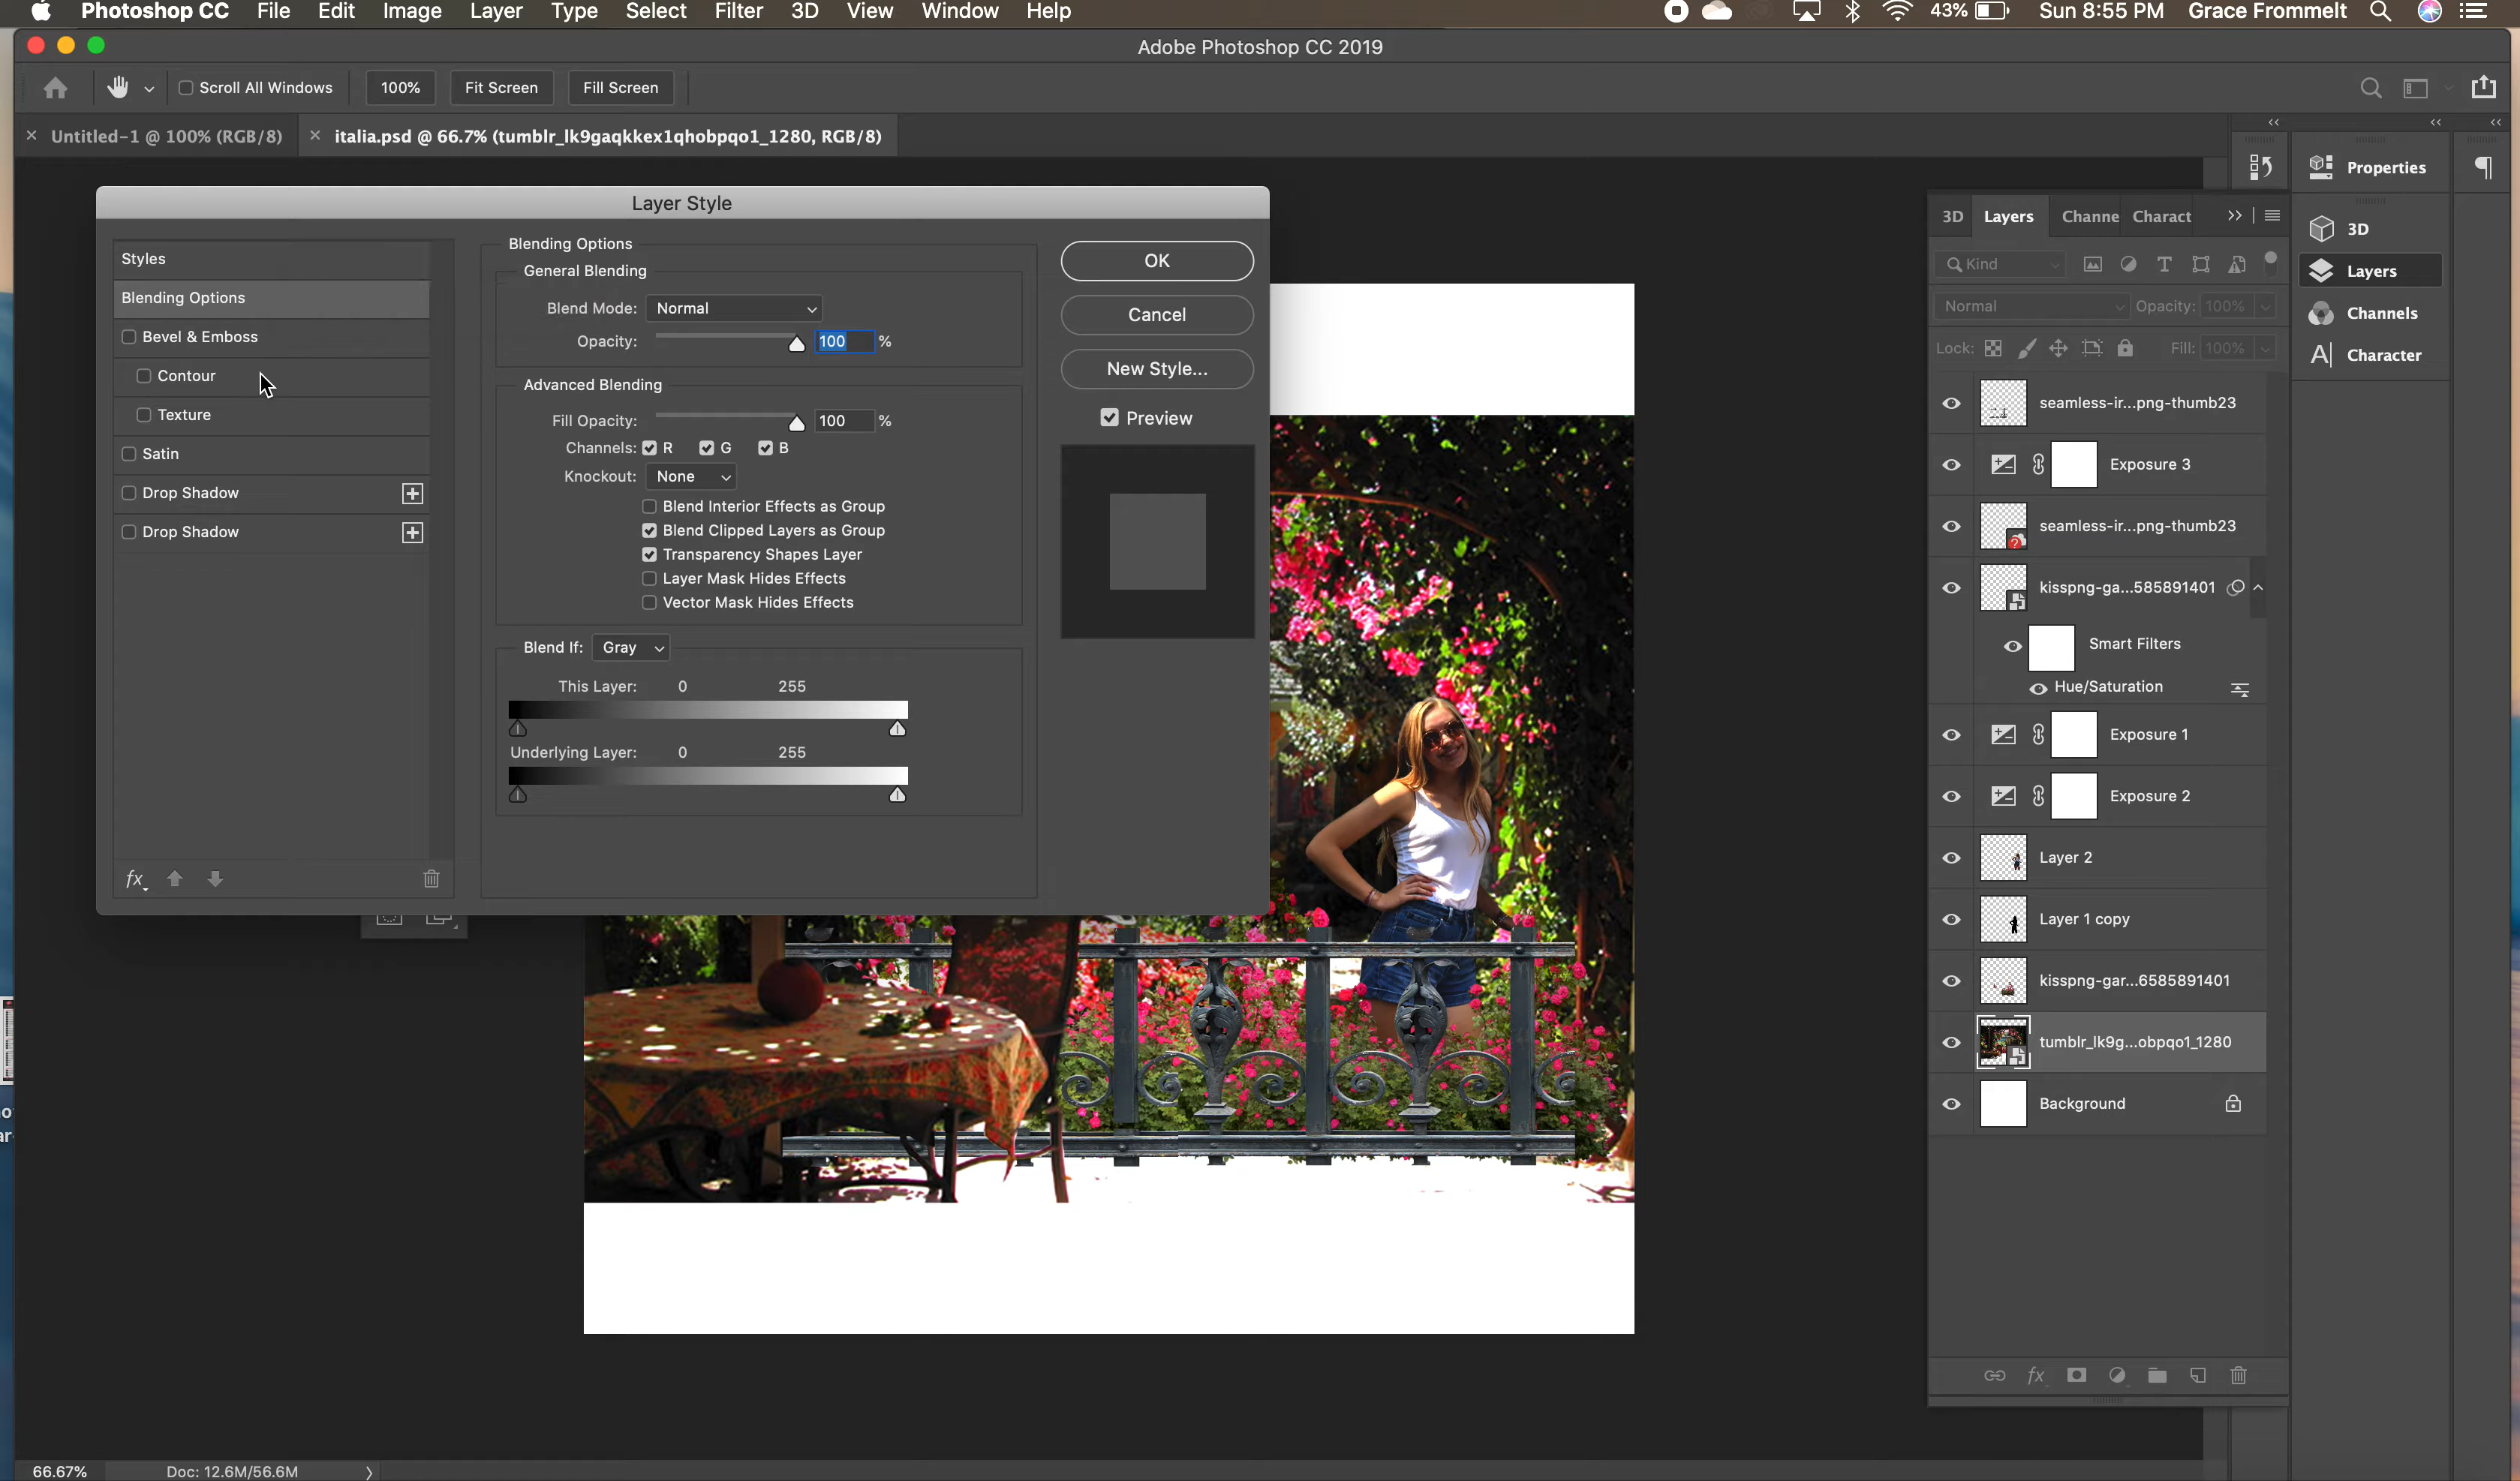 Photoshop CC File Edit Image Layer Type Select Filter 3D View Window Help 43% Sun 8:55 PM Grace Frommelt
Adobe Photoshop CC 2019
Scroll All Windows 100% Fit Screen Fill Screen
× Untitled-1 @ 100% (RGB/8) × italia.psd @ 66.7% (tumblr_lk9gaqkkex1qhobpqo1_1280, RGB/8)
Layer Style
Styles
Blending Options
Bevel & Emboss
Contour
Texture
Satin
Drop Shadow
Drop Shadow
fx
Blending Options
General Blending
Blend Mode: Normal
Opacity: 100 %
Advanced Blending
Fill Opacity: 100 %
Channels: R G B
Knockout: None
Blend Interior Effects as Group
Blend Clipped Layers as Group
Transparency Shapes Layer
Layer Mask Hides Effects
Vector Mask Hides Effects
Blend If: Gray
This Layer: 0 255
Underlying Layer: 0 255
OK
Cancel
New Style...
Preview
3D Layers Channe Charact
Kind
Normal Opacity: 100%
Lock: Fill: 100%
seamless-ir...png-thumb23
Exposure 3
seamless-ir...png-thumb23
kisspng-ga...585891401
Smart Filters
Hue/Saturation
Exposure 1
Exposure 2
Layer 2
Layer 1 copy
kisspng-gar...6585891401
tumblr_lk9g...obpqo1_1280
Background
fx
Properties
3D
Layers
Channels
Character
66.67% Doc: 12.6M/56.6M